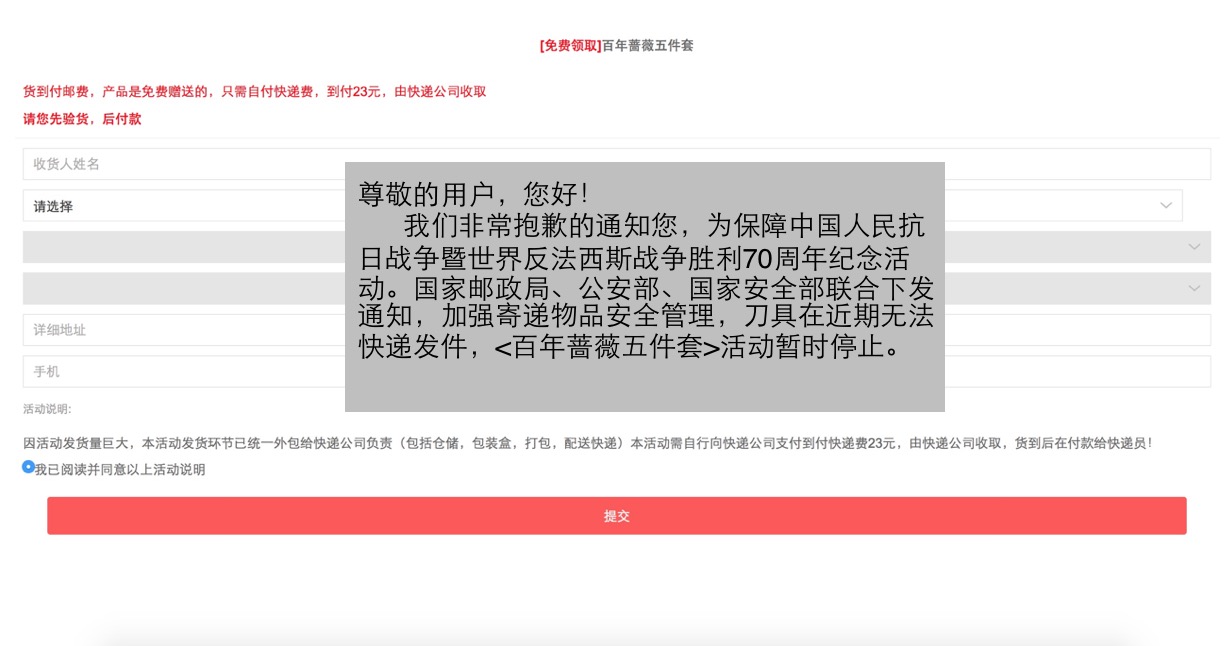 [免费领取]百年蔷薇五件套
货到付邮费，产品是免费赠送的，只需自付快递费，到付23元，由快递公司收取
请您先验货，后付款
收货人姓名
请选择
尊敬的用户，您好！
我们非常抱歉的通知您，为保障中国人民抗
日战争暨世界反法西斯战争胜利70周年纪念活
动。国家邮政局、公安部、国家安全部联合下发
通知，加强寄递物品安全管理，刀具在近期无法
快递发件，<百年蔷薇五件套>活动暂时停止。
详细地址
手机
活动说明:
因活动发货量巨大，本活动发货环节已统一外包给快递公司负责（包括仓储，包装盒，打包，配送快递）本活动需自行向快递公司支付到付快递费23元，由快递公司收取，货到后在付款给快递员！
我已阅读并同意以上活动说明
提交